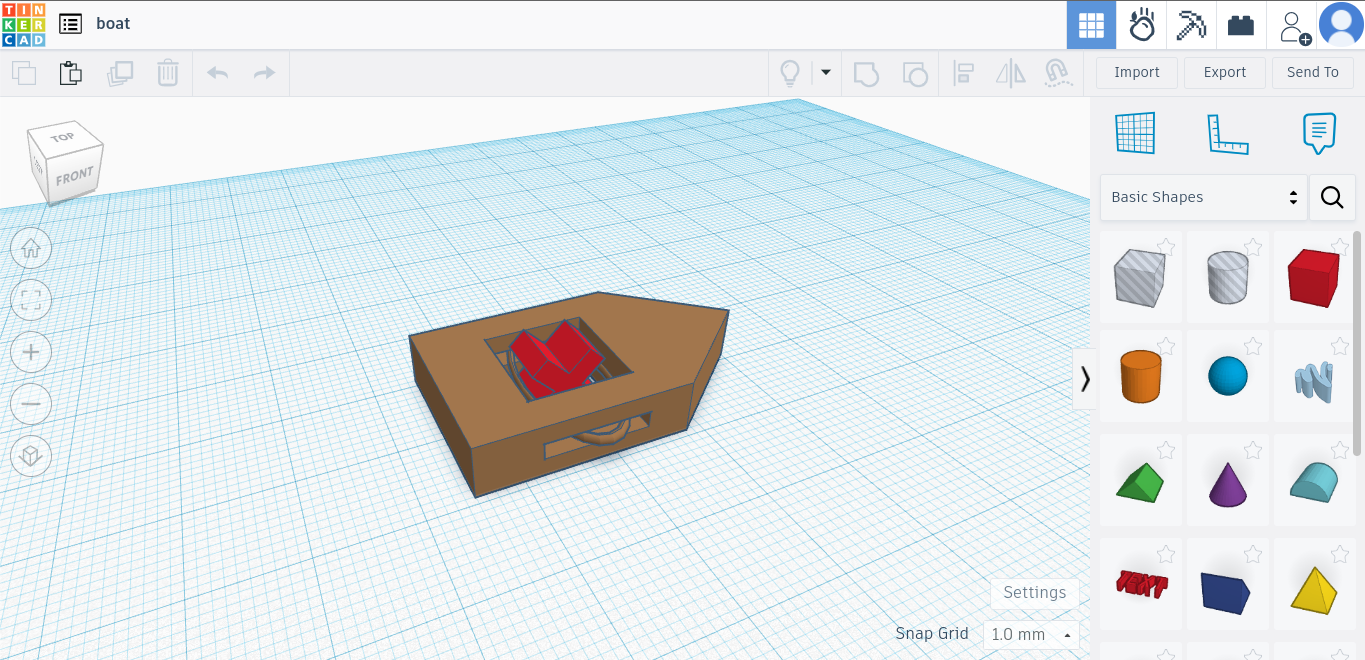 TIN
KER
CAD
boat
Import
Export
Send To
TOP
FRONT
Basic Shapes
TEXT
Settings
Snap Grid
1.0 mm